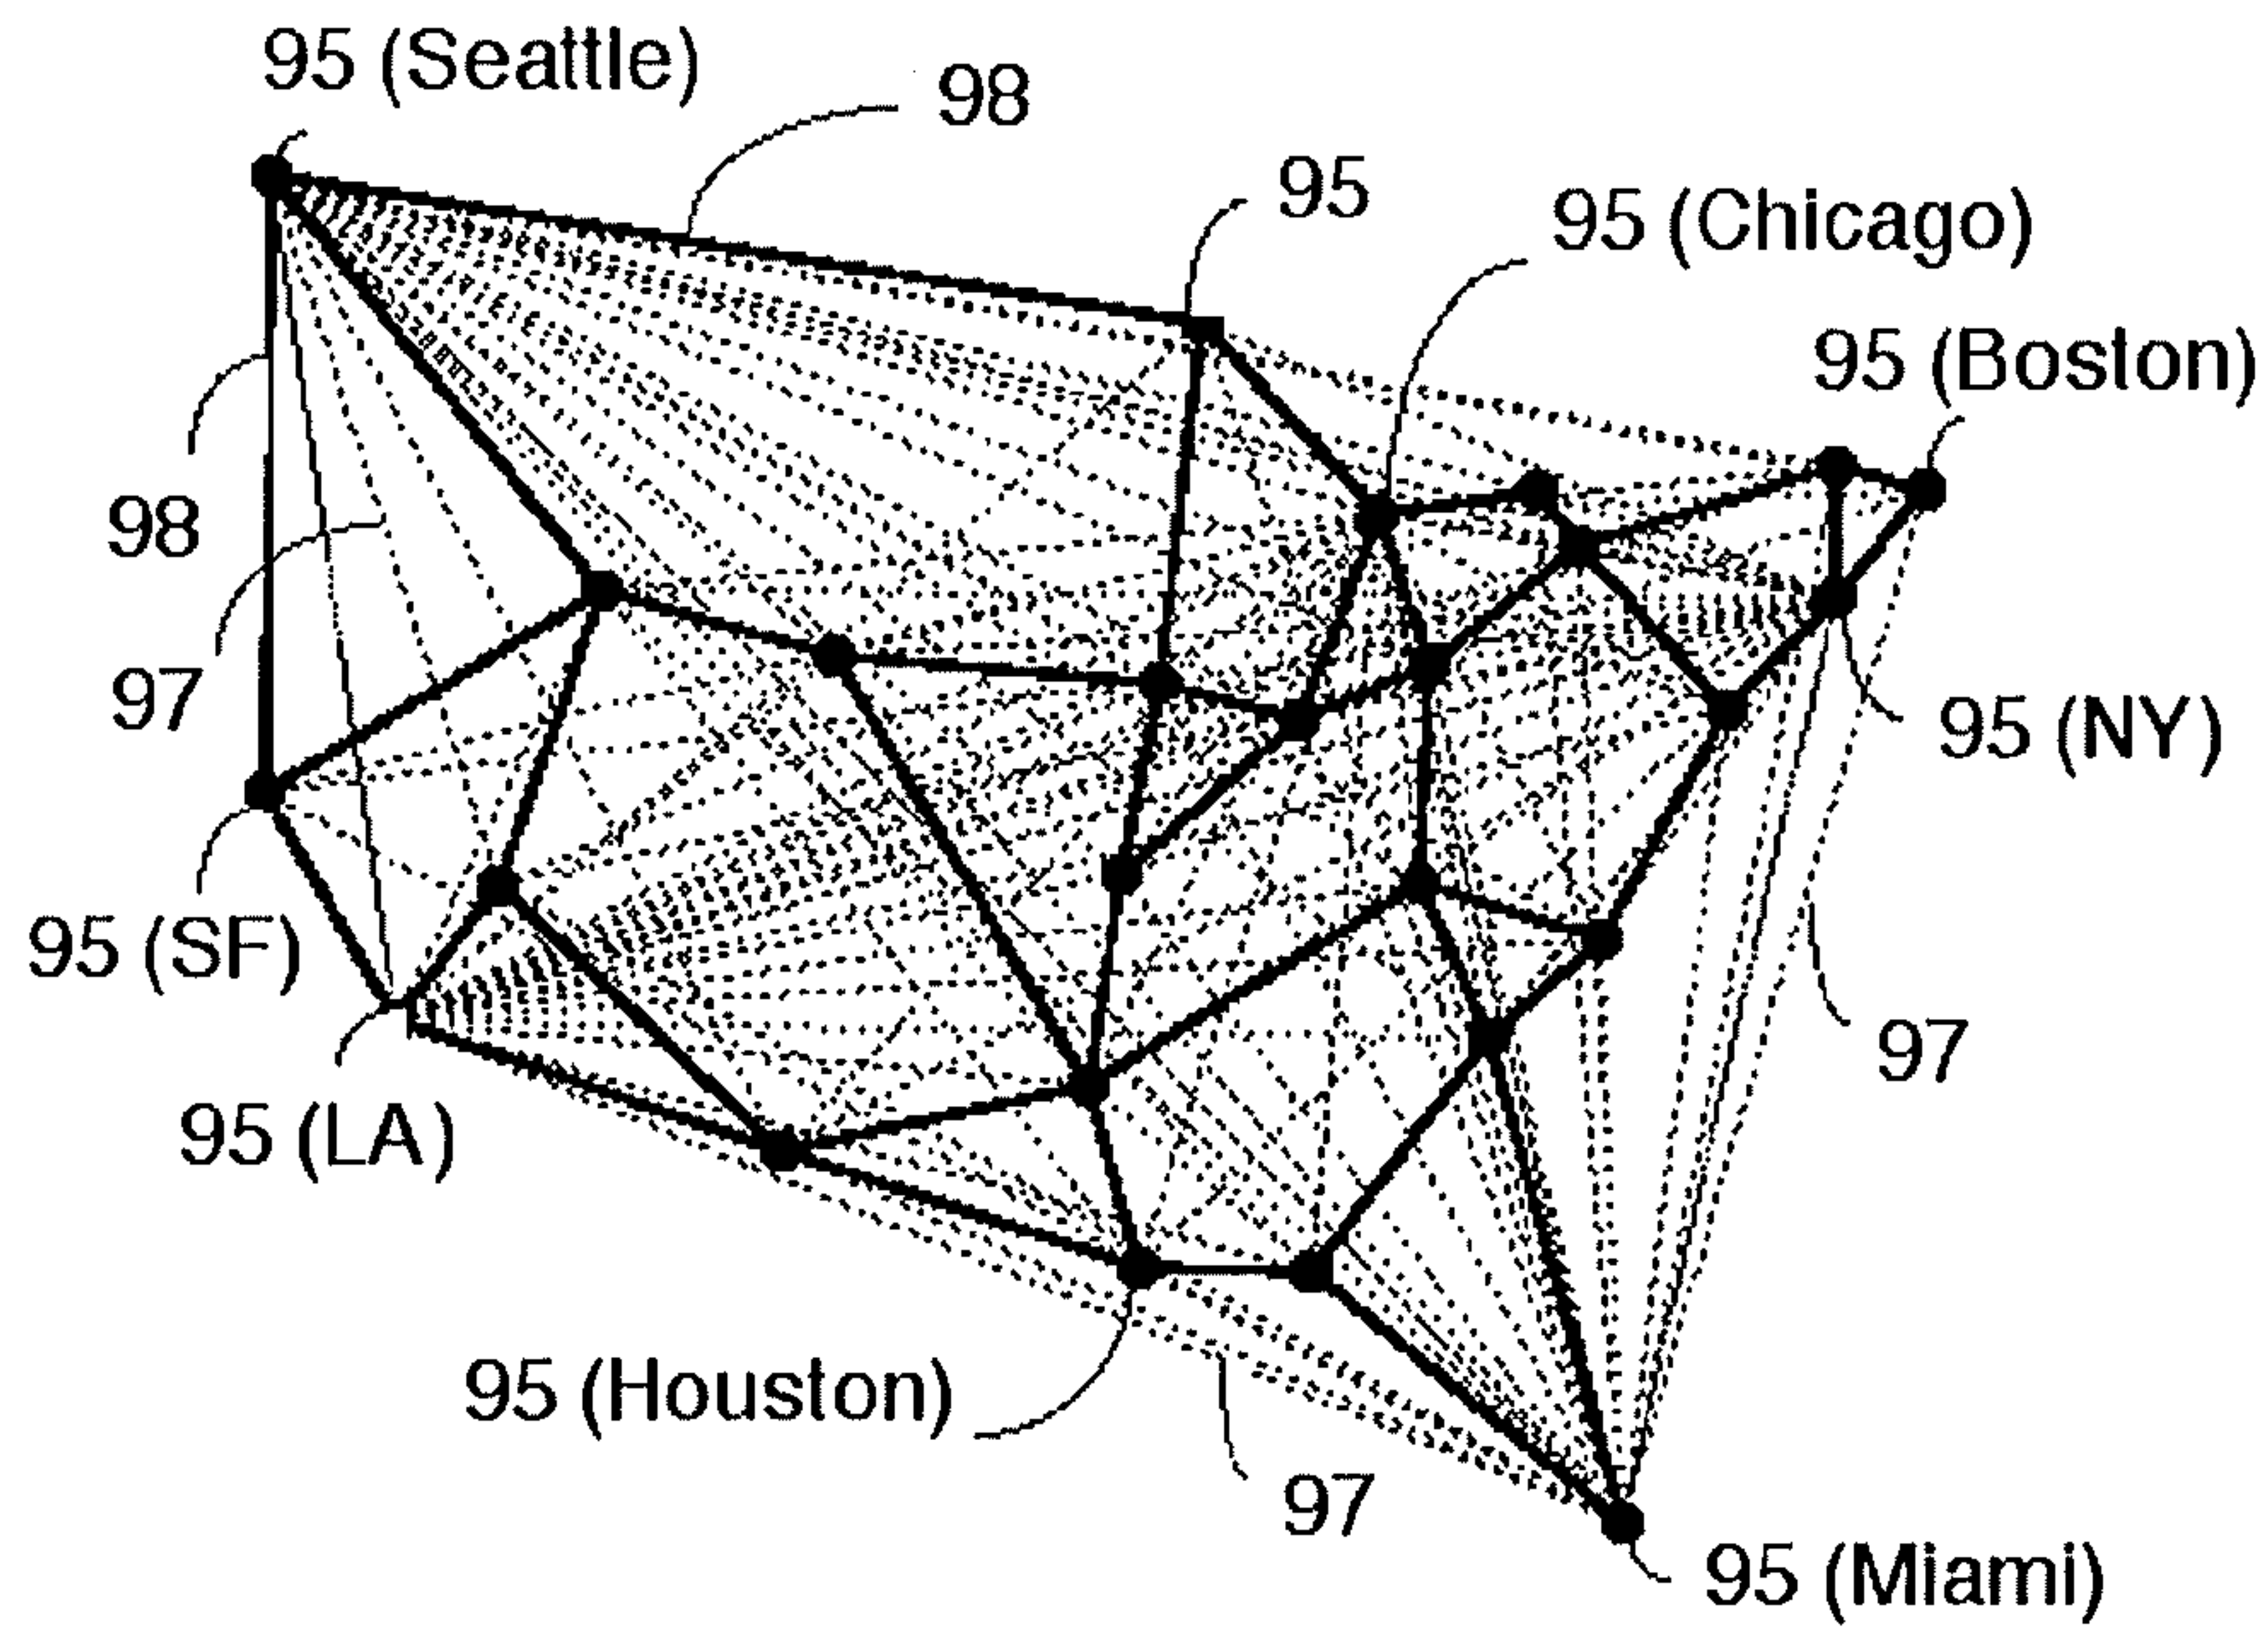 95 (Seattle)
98
95
95 (Chicago)
95 (Boston)
98
97
95 (NY)
95 (SF)
97
95 (LA)
95 (Houston)
97
95 (Miami)